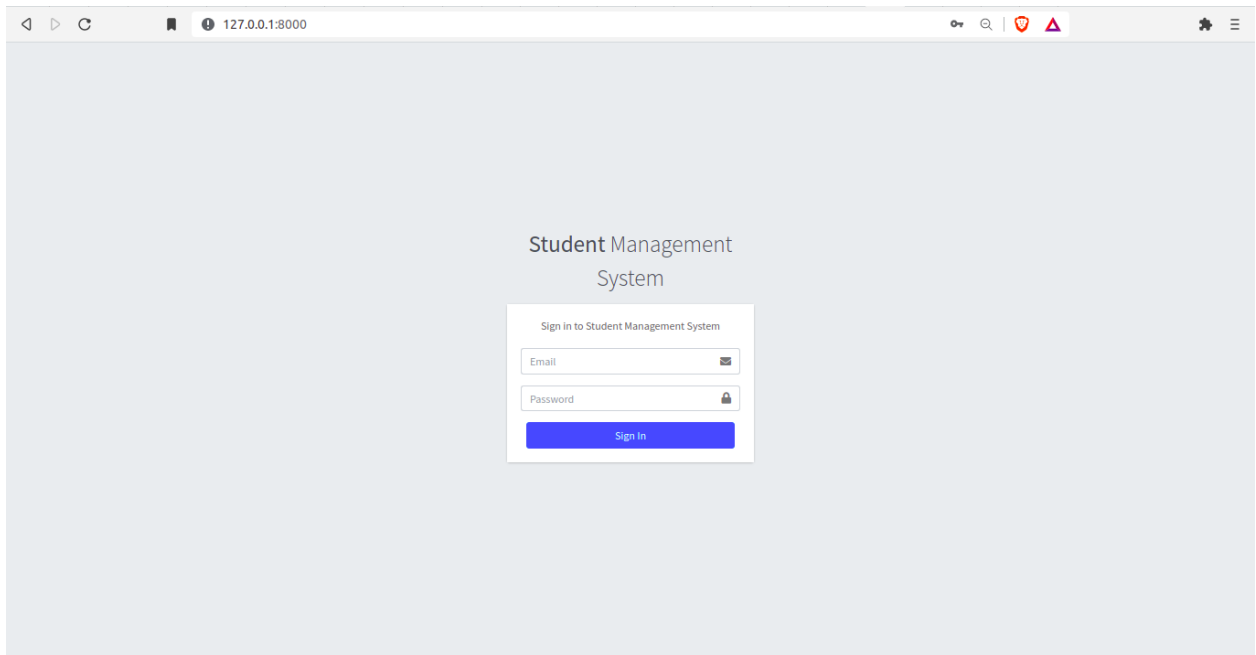 127.0.0.1:8000
Student Management
System
Sign in to Student Management System
Email
Password
Sign In